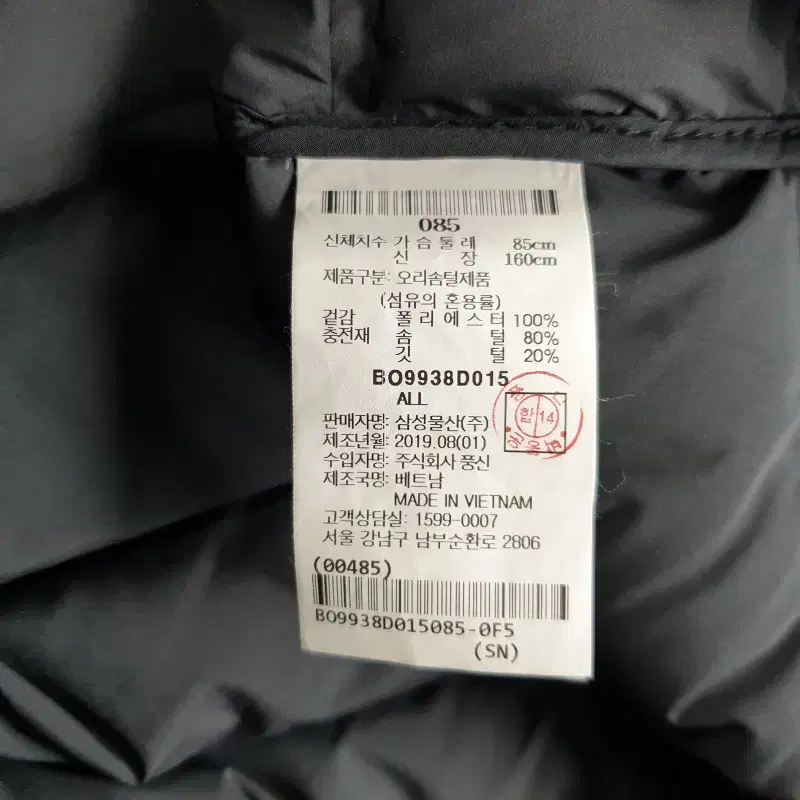 085
신체치수 가 슴 둘 레 85cm
신 장 160cm
제품구분: 오리솜털제품
(섬유의 혼용률)
겉감 폴 리 에 스 터 100%
충전재 솜 털 80%
깃 털 20%
BO9938D015
ALL
합 14
판매자명: 삼성물산(주)
제조년월: 2019.08(01)
수입자명: 주식회사 풍신
제조국명: 베트남
MADE IN VIETNAM
고객상담실: 1599-0007
서울 강남구 남부순환로 2806
(00485)
BO9938D015085-0F5
(SN)